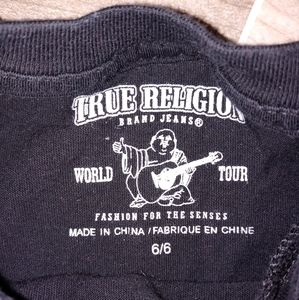 TRUE RELIGION
BRAND JEANS®
WORLD TOUR
FASHION FOR THE SENSES
MADE IN CHINA / FABRIQUE EN CHINE
6/6